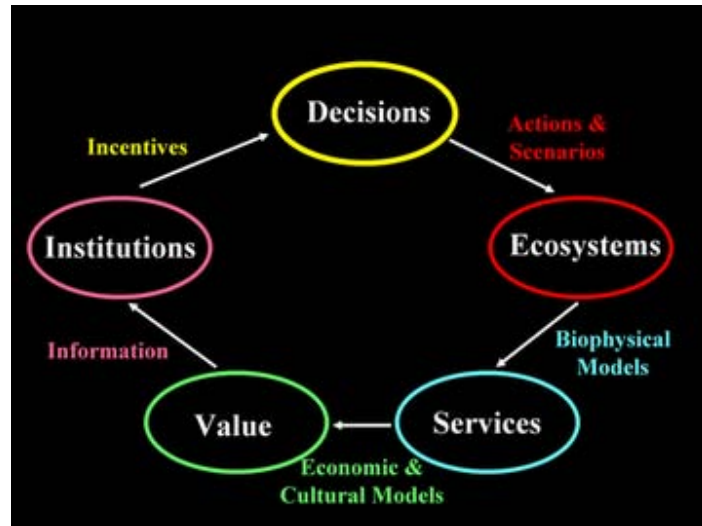 Decisions
Actions &
Scenarios
Incentives
Institutions
Ecosystems
Information
Biophysical
Models
Value
Services
Economic &
Cultural Models